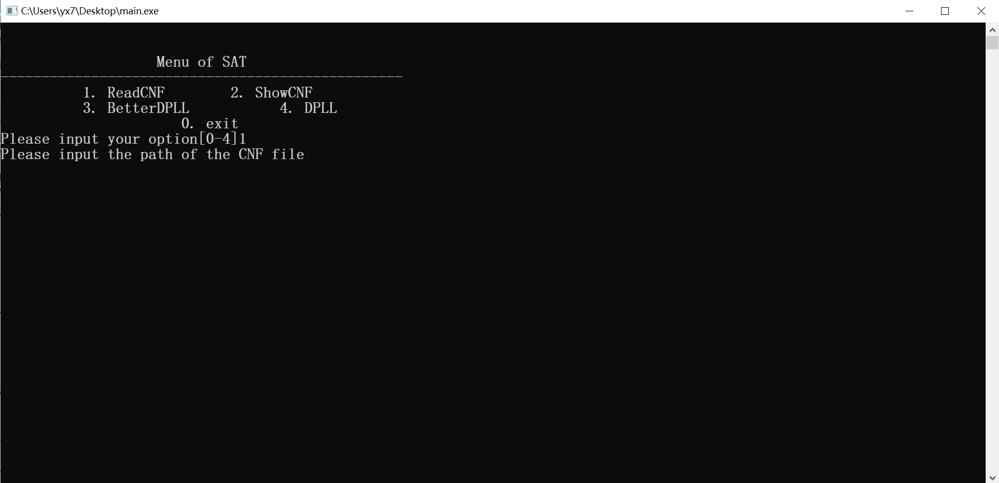 C:\Users\yx7\Desktop\main.exe
Menu of SAT
-------------------------------------------------
1. ReadCNF 2. ShowCNF
3. BetterDPLL 4. DPLL
0. exit
Please input your option[0-4]1
Please input the path of the CNF file